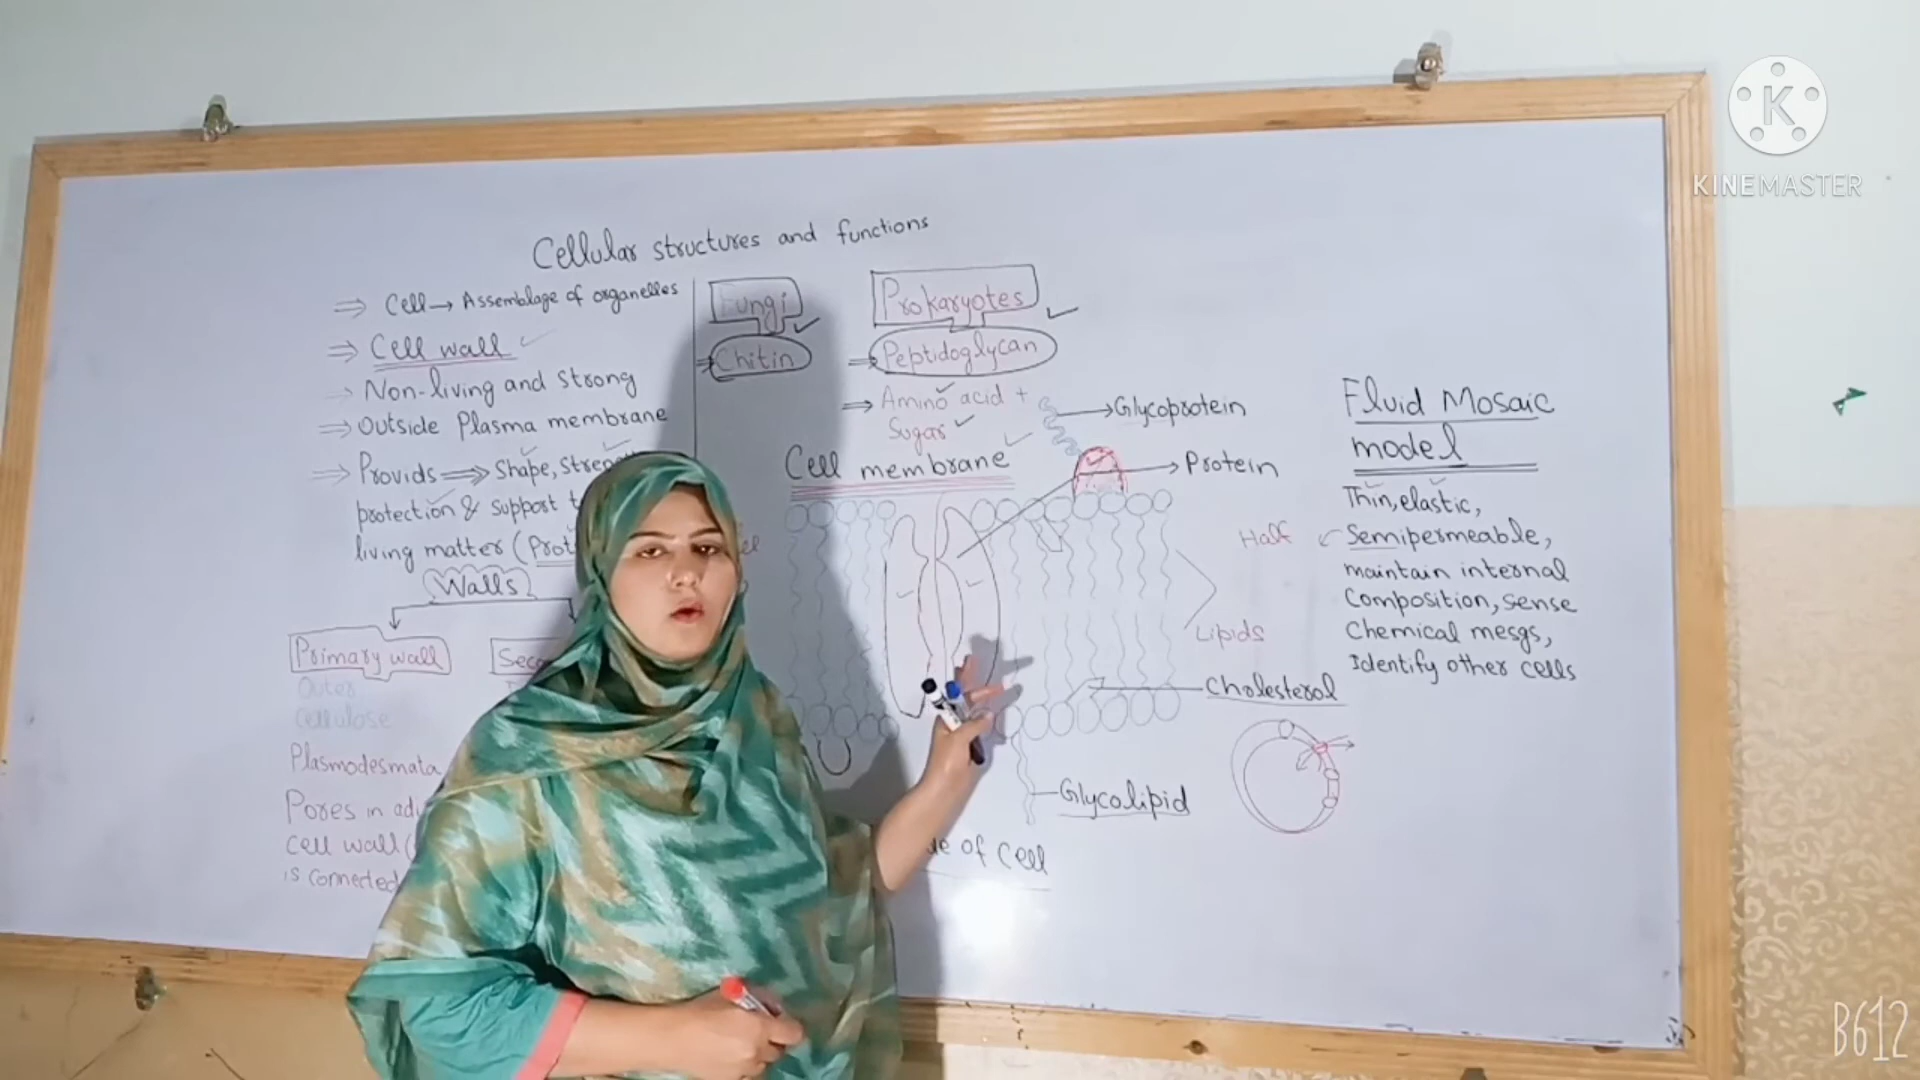 Cellular structures and functions
⇒ Cell → Assemblage of organelles
⇒ Cell wall
→ Non-living and strong
⇒ Outside Plasma membrane
⇒ Provids ⇒ Shape,
protection & support
living matter (
Walls
Primary wall
Outer
Cellulose
Plasmodesmata
Pores in
Cell wall (
is connected
Fungi
⇒ Chitin
Prokaryotes
⇒ Peptidoglycan
⇒ Amino acid +
Sugar
Cell membrane
Glycoprotein
Protein
Lipids
Cholesterol
Glycolipid
of Cell
Fluid Mosaic
model
Thin, elastic,
Half
Semipermeable,
maintain internal
Composition, sense
Chemical mesgs,
Identify other cells
K
KINEMASTER
B612